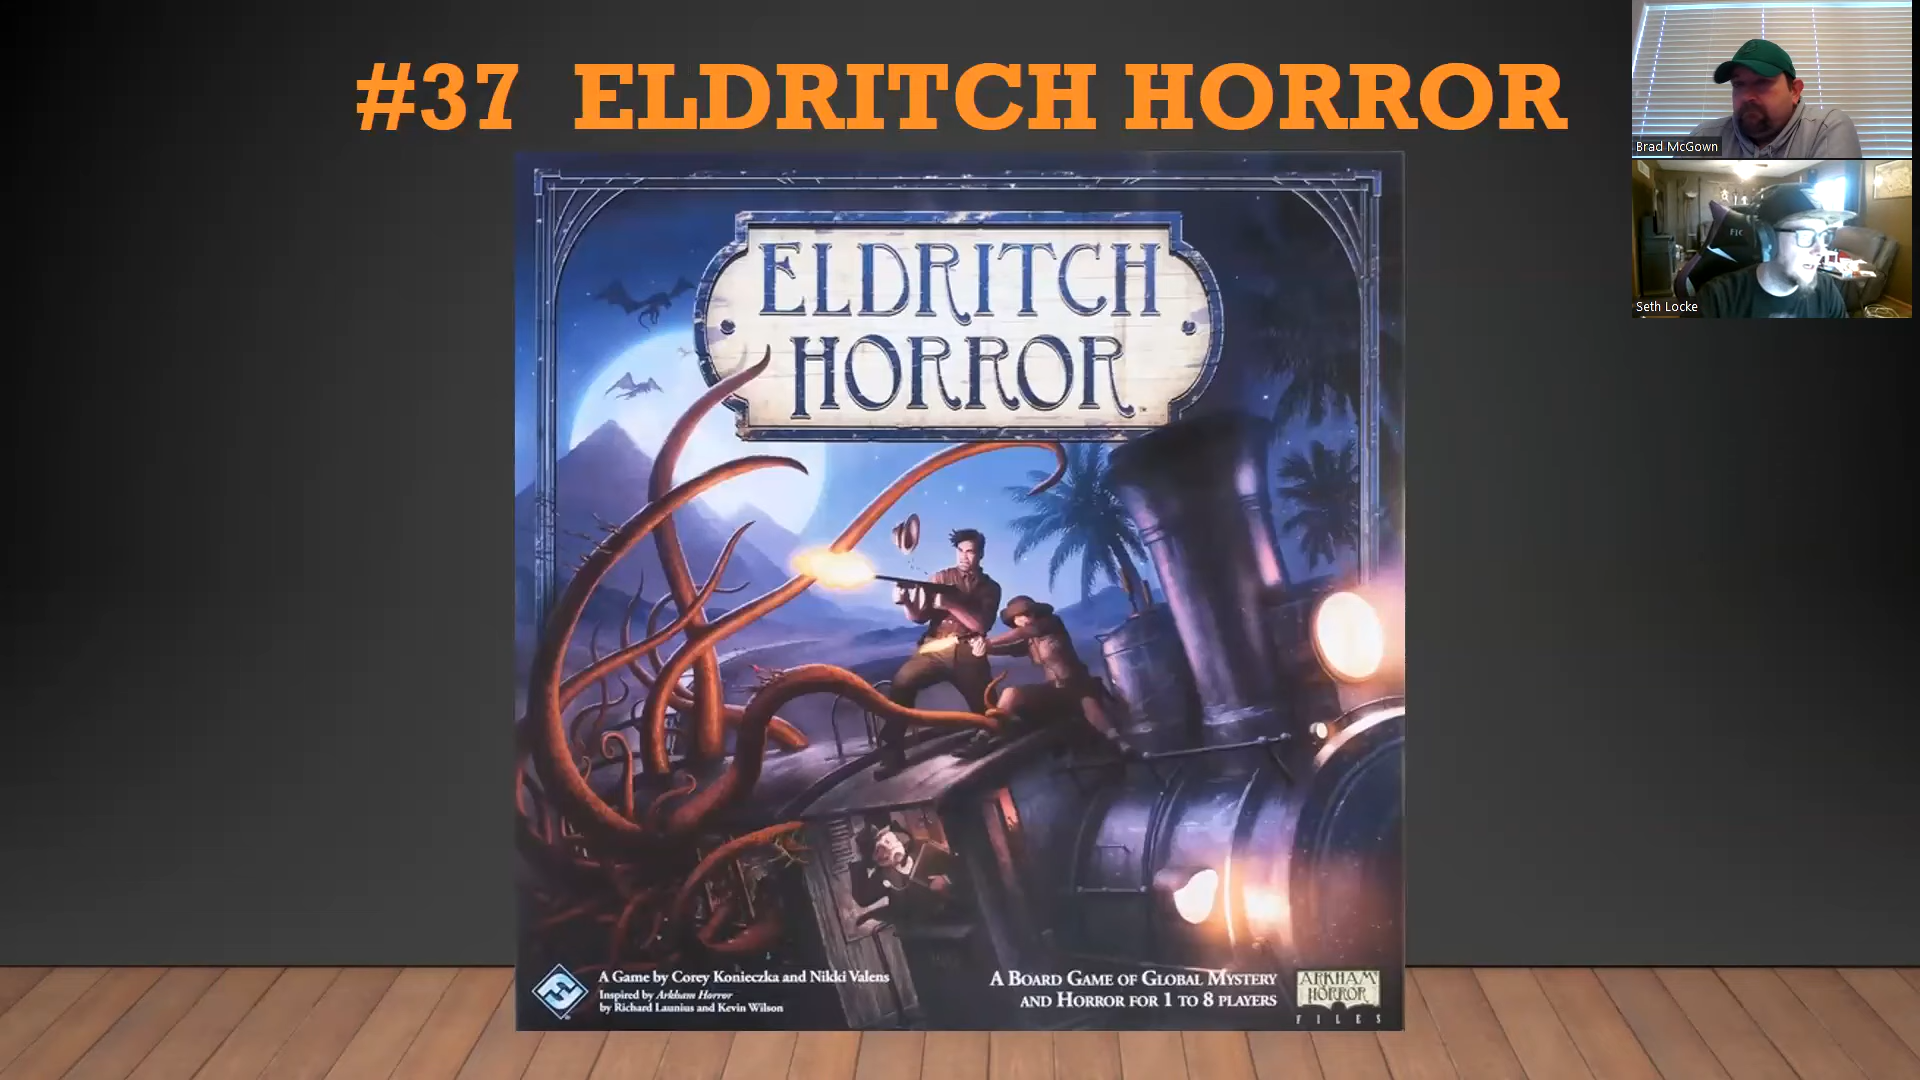 #37 ELDRITCH HORROR
Brad McGown
Seth Locke
ELDRITCH
HORROR
A Game by Corey Konieczka and Nikki Valens
Inspired by Arkham Horror
by Richard Launius and Kevin Wilson
A BOARD GAME OF GLOBAL MYSTERY
AND HORROR FOR 1 TO 8 PLAYERS
ARKHAM
HORROR
FILES